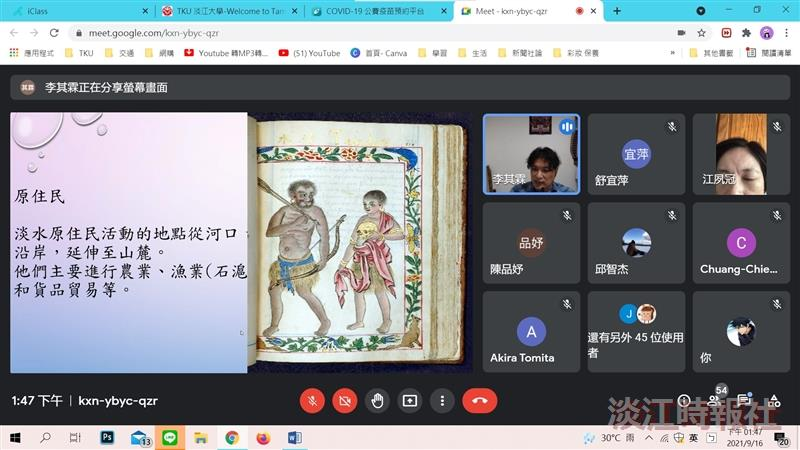 iClass
TKU 淡江大學-Welcome to Tam
COVID-19 公費疫苗預約平台
Meet - kxn-ybyc-qzr
meet.google.com/kxn-ybyc-qzr
應用程式
TKU
交通
網購
Youtube 轉MP3轉...
(51) YouTube
首頁- Canva
學習
生活
新聞社論
彩妝 保養
»
其他書籤
閱讀清單
其霖
李其霖正在分享螢幕畫面
原住民
淡水原住民活動的地點從河口
沿岸，延伸至山麓。
他們主要進行農業、漁業(石滬
和貨品貿易等。
李其霖
宜萍
舒宜萍
江夙冠
品妤
陳品妤
邱智杰
C
Chuang-Chie...
A
Akira Tomita
J
還有另外 45 位使用
者
你
1:47 下午 | kxn-ybyc-qzr
54
淡江時報社
Ps
13
LINE
W
30°C 雨
英
下午 01:47
2021/9/16
20